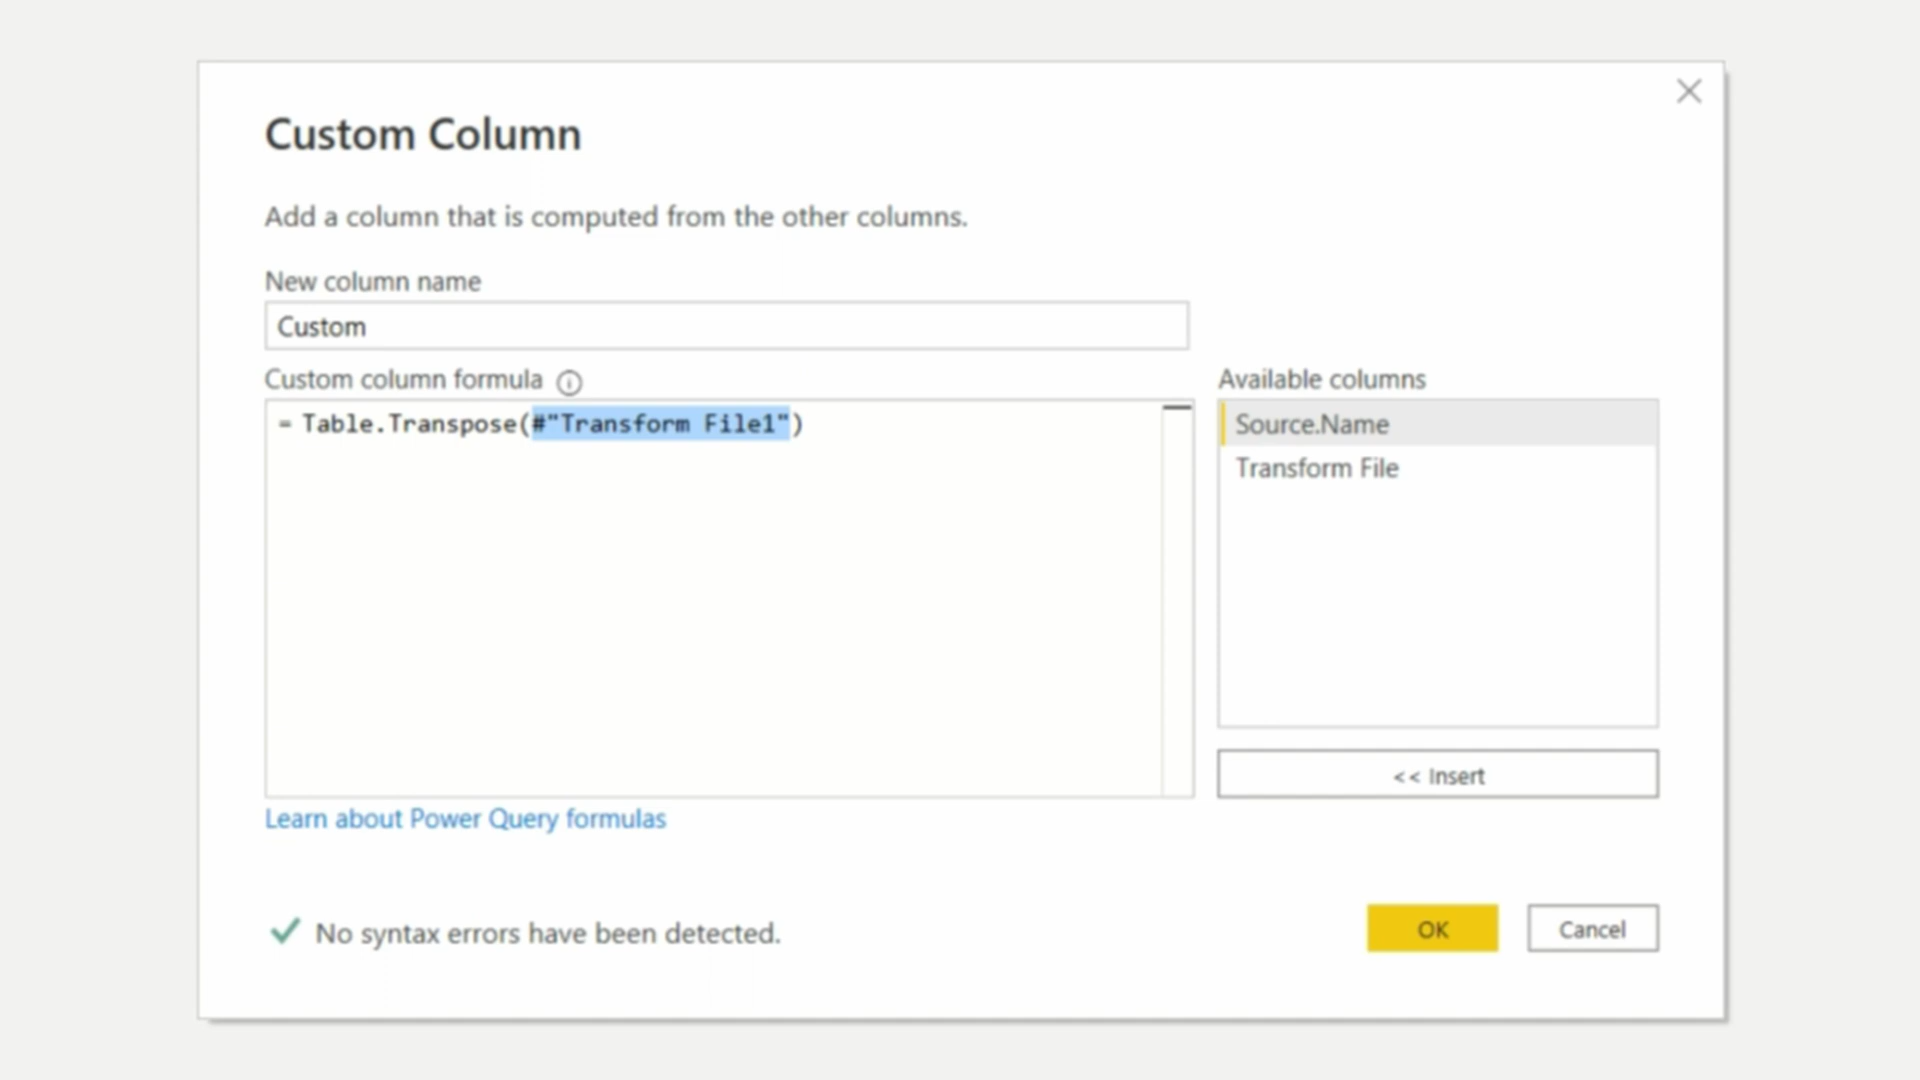 Custom Column
Add a column that is computed from the other columns.
New column name
Custom
Custom column formula
Available columns
= Table.Transpose(#"Transform File1")
Source.Name
Transform File
<< Insert
Learn about Power Query formulas
No syntax errors have been detected.
OK
Cancel